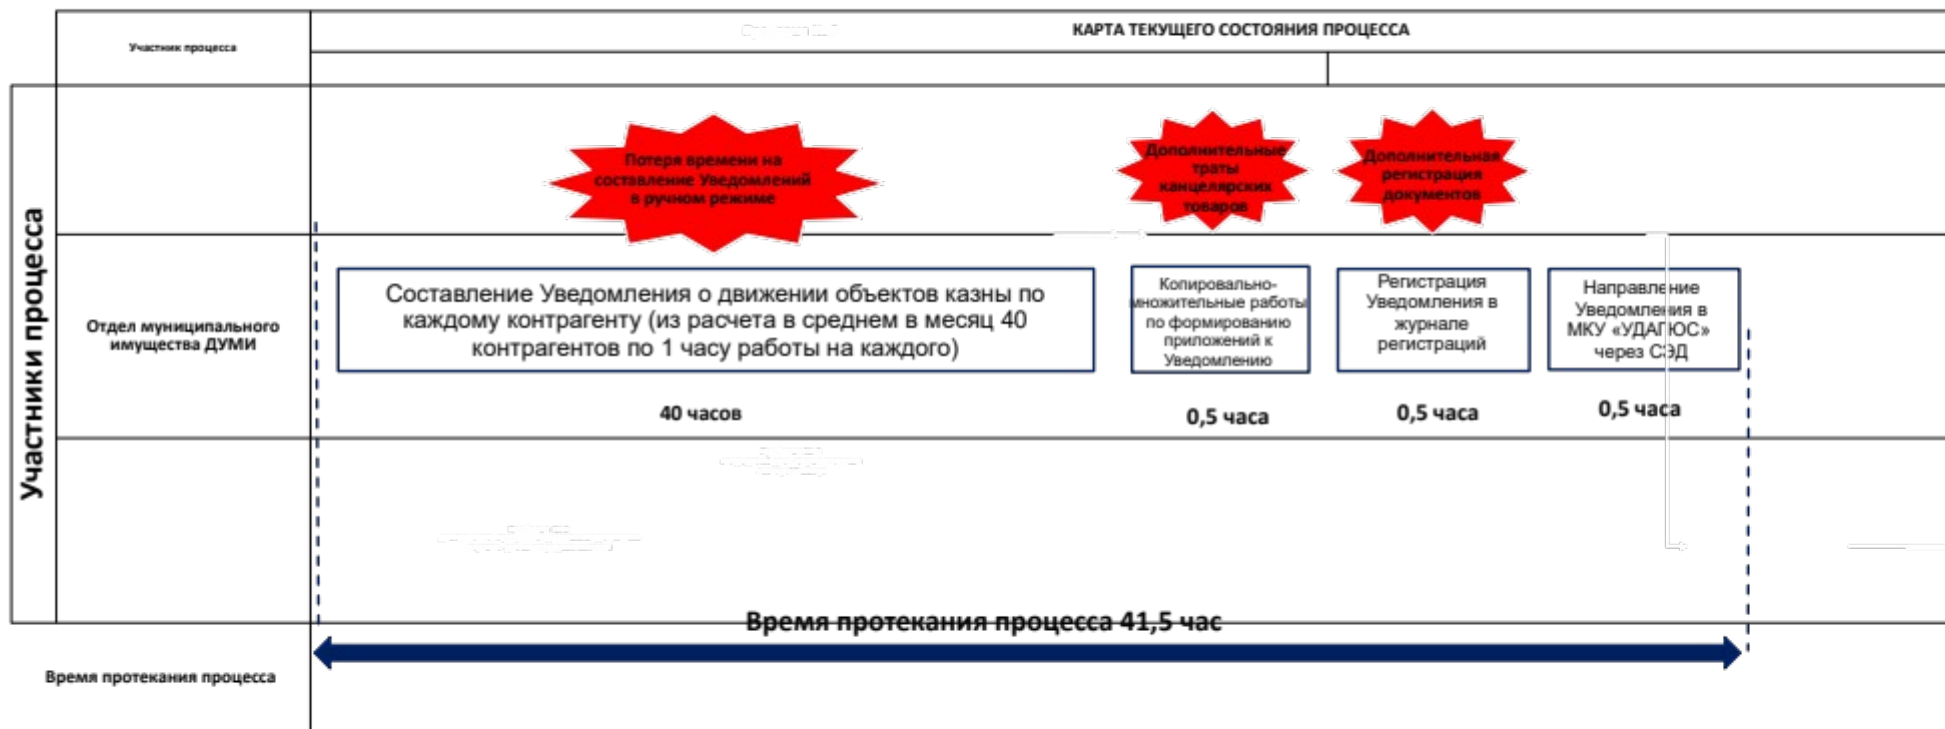 Участник процесса
КАРТА ТЕКУЩЕГО СОСТОЯНИЯ ПРОЦЕССА
Участники процесса
Потеря времени на
составление Уведомлений
в ручном режиме
Дополнительные
траты
канцелярских
товаров
Дополнительная
регистрация
документов
Отдел муниципального
имущества ДУМИ
Составление Уведомления о движении объектов казны по
каждому контрагенту (из расчета в среднем в месяц 40
контрагентов по 1 часу работы на каждого)
40 часов
Копировально-
множительные работы
по формированию
приложений к
Уведомлению
0,5 часа
Регистрация
Уведомления в
журнале
регистраций
0,5 часа
Направление
Уведомления в
МКУ «УДАГЮС»
через СЭД
0,5 часа
Время протекания процесса 41,5 час
Время протекания процесса